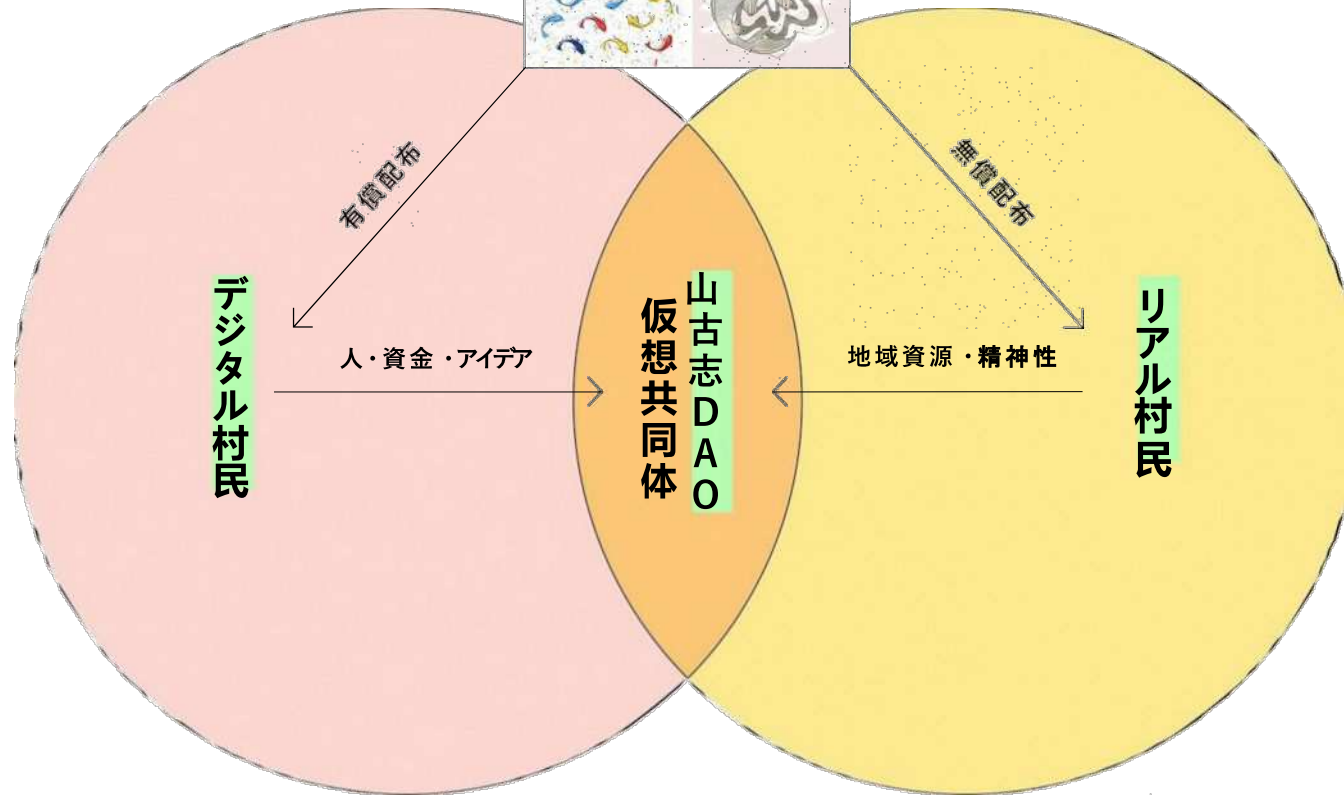 有償配布
無償配布
デジタル村民
人・資金・アイデア
山古志DAO
仮想共同体
地域資源・精神性
リアル村民